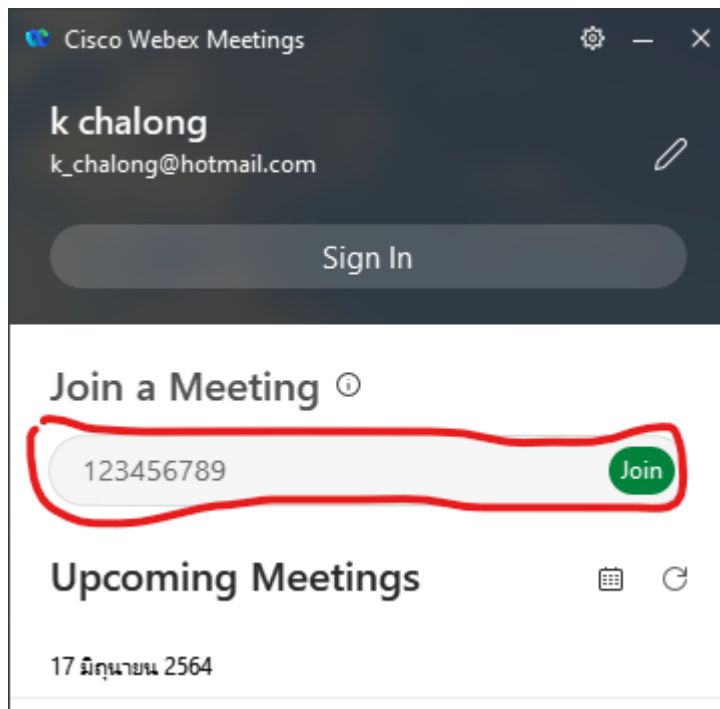 Cisco Webex Meetings
k chalong
k_chalong@hotmail.com
Sign In
Join a Meeting
123456789 Join
Upcoming Meetings
17 มิถุนายน 2564